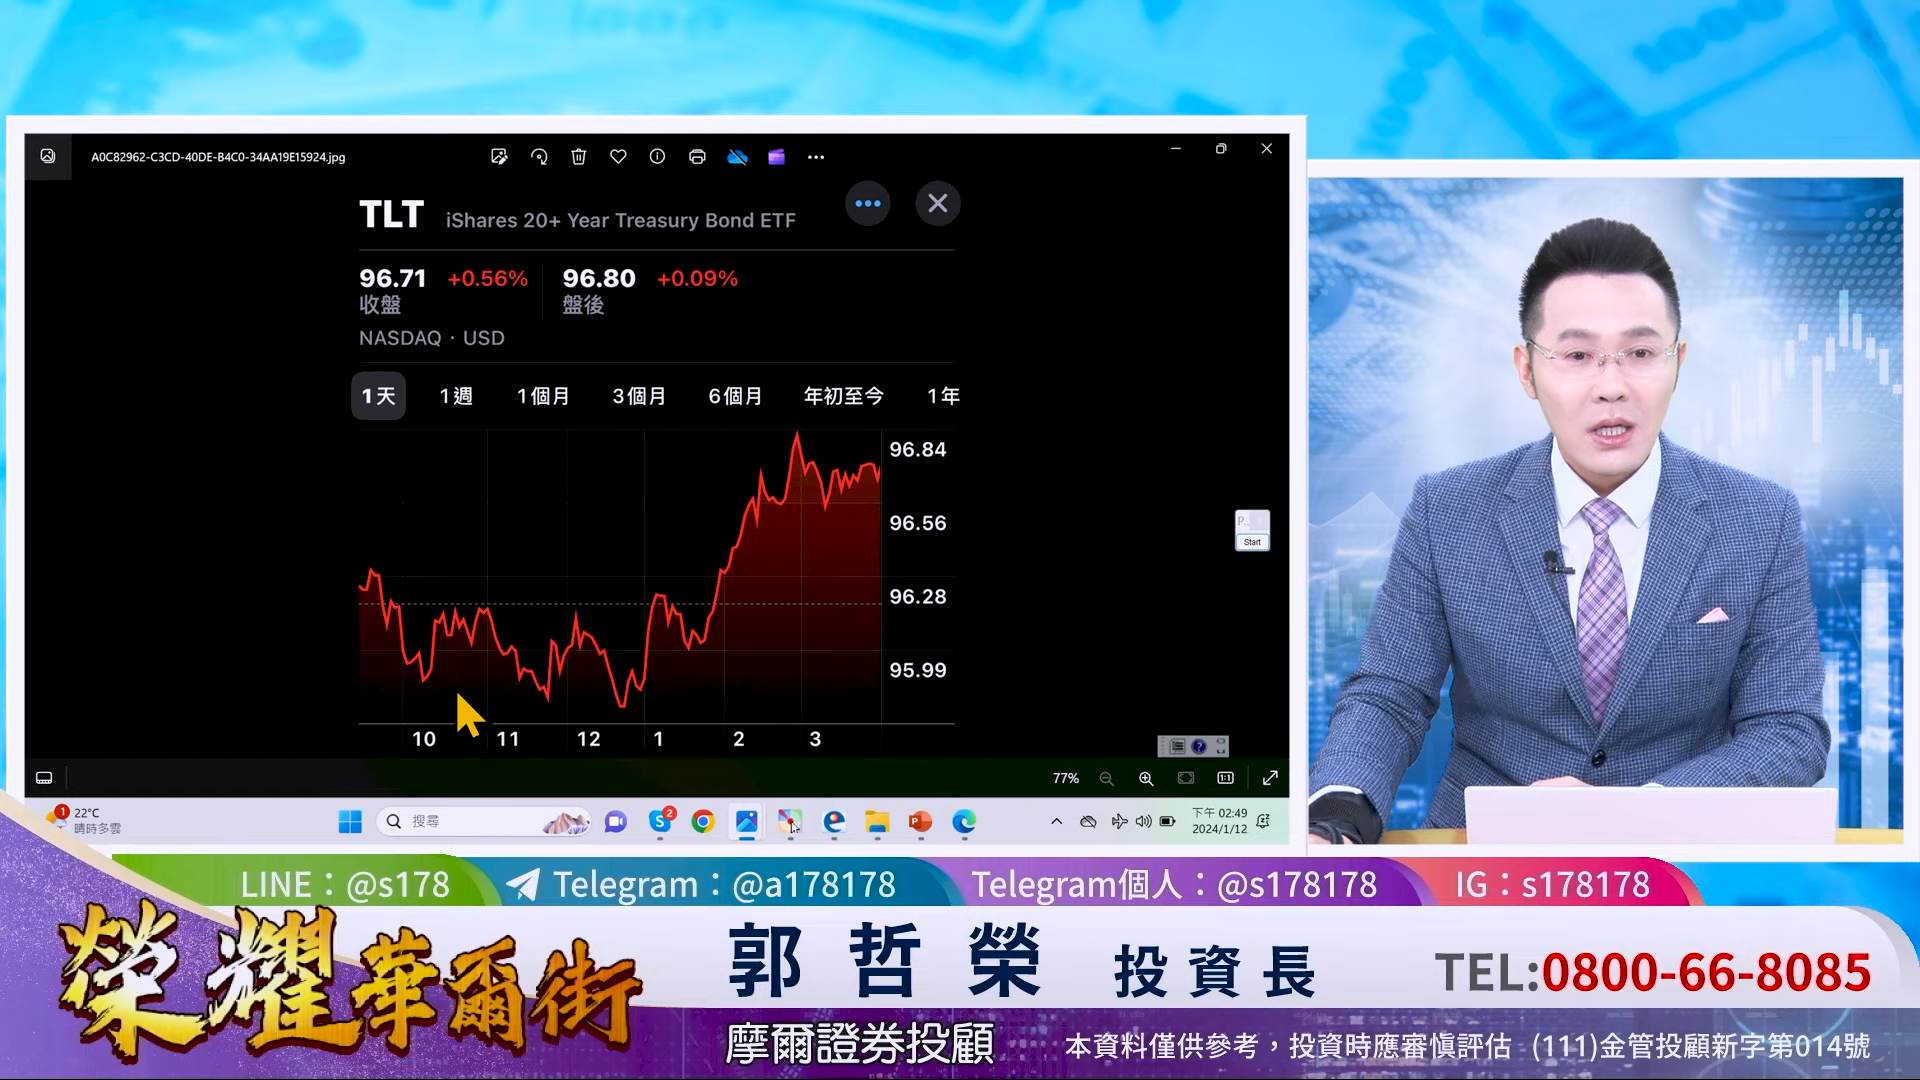 A0C82962-C3CD-40DE-B4C0-34AA19E15924.jpg
TLT iShares 20+ Year Treasury Bond ETF
96.71 +0.56% 96.80 +0.09%
收盤 盤後
NASDAQ · USD
1天 1週 1個月 3個月 6個月 年初至今 1年
96.84
96.56
96.28
95.99
10 11 12 1 2 3
P...
Start
77%
1:1
1
22°C
晴時多雲
搜尋
2
下午 02:49
2024/1/12
LINE:@s178 Telegram:@a178178 Telegram個人:@s178178 IG:s178178
榮耀華爾街
郭哲榮 投資長 TEL:0800-66-8085
摩爾證券投顧 本資料僅供參考,投資時應審慎評估 (111)金管投顧新字第014號